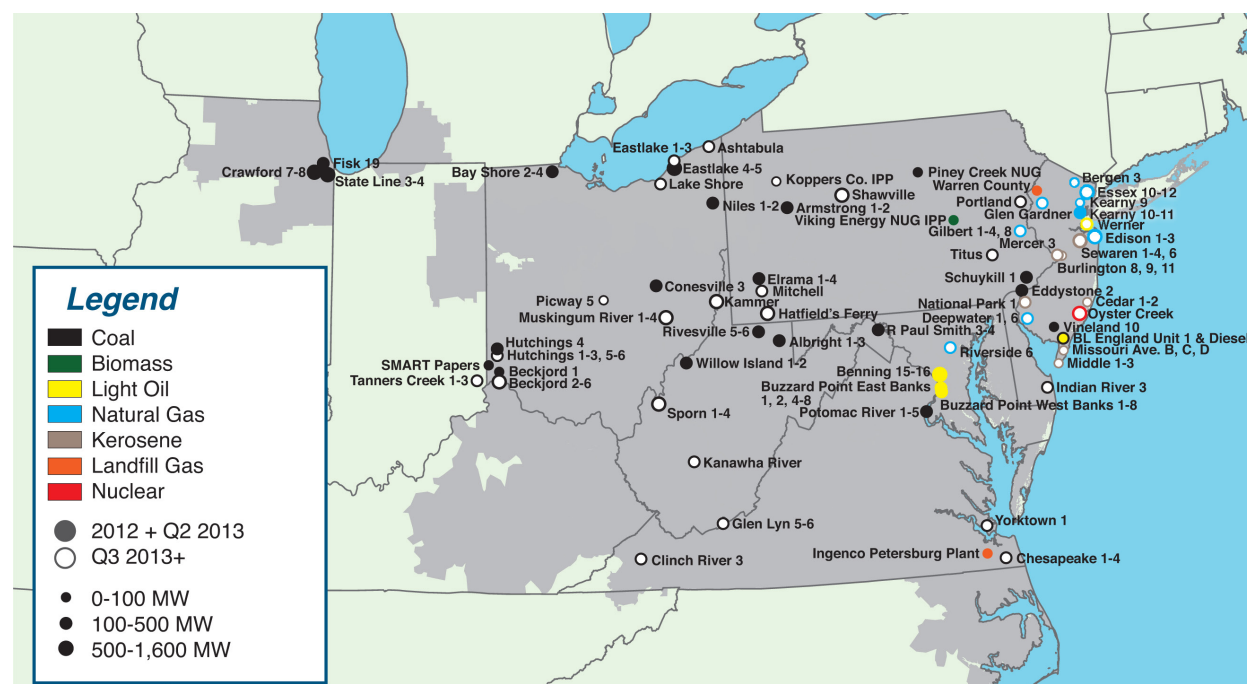 Eastlake 1-3
Ashtabula
Fisk 19
Crawford 7-8
State Line 3-4
Bay Shore 2-4
Eastlake 4-5
Lake Shore
Koppers Co. IPP
Piney Creek NUG
Bergen 3
Warren County
Essex 10-12
Shawville
Portland
Kearny 9
Niles 1-2
Armstrong 1-2
Glen Gardner
Kearny 10-11
Viking Energy NUG IPP
Werner
Gilbert 1-4, 8
Edison 1-3
Mercer 3
Sewaren 1-4, 6
Titus
Burlington 8, 9, 11
Schuykill 1
Elrama 1-4
Conesville 3
Mitchell
Eddystone 2
Picway 5
Kammer
National Park 1
Cedar 1-2
Muskingum River 1-4
Hatfield's Ferry
Deepwater 1, 6
Oyster Creek
Rivesville 5-6
R Paul Smith 3-4
Vineland 10
Albright 1-3
BL England Unit 1 & Diesel
Hutchings 4
Hutchings 1-3, 5-6
Riverside 6
Missouri Ave. B, C, D
SMART Papers
Willow Island 1-2
Middle 1-3
Beckjord 1
Benning 15-16
Tanners Creek 1-3
Beckjord 2-6
Buzzard Point East Banks
1, 2, 4-8
Indian River 3
Sporn 1-4
Potomac River 1-5
Buzzard Point West Banks 1-8
Kanawha River
Glen Lyn 5-6
Yorktown 1
Clinch River 3
Ingenco Petersburg Plant
Chesapeake 1-4
Legend
Coal
Biomass
Light Oil
Natural Gas
Kerosene
Landfill Gas
Nuclear
2012 + Q2 2013
Q3 2013+
0-100 MW
100-500 MW
500-1,600 MW